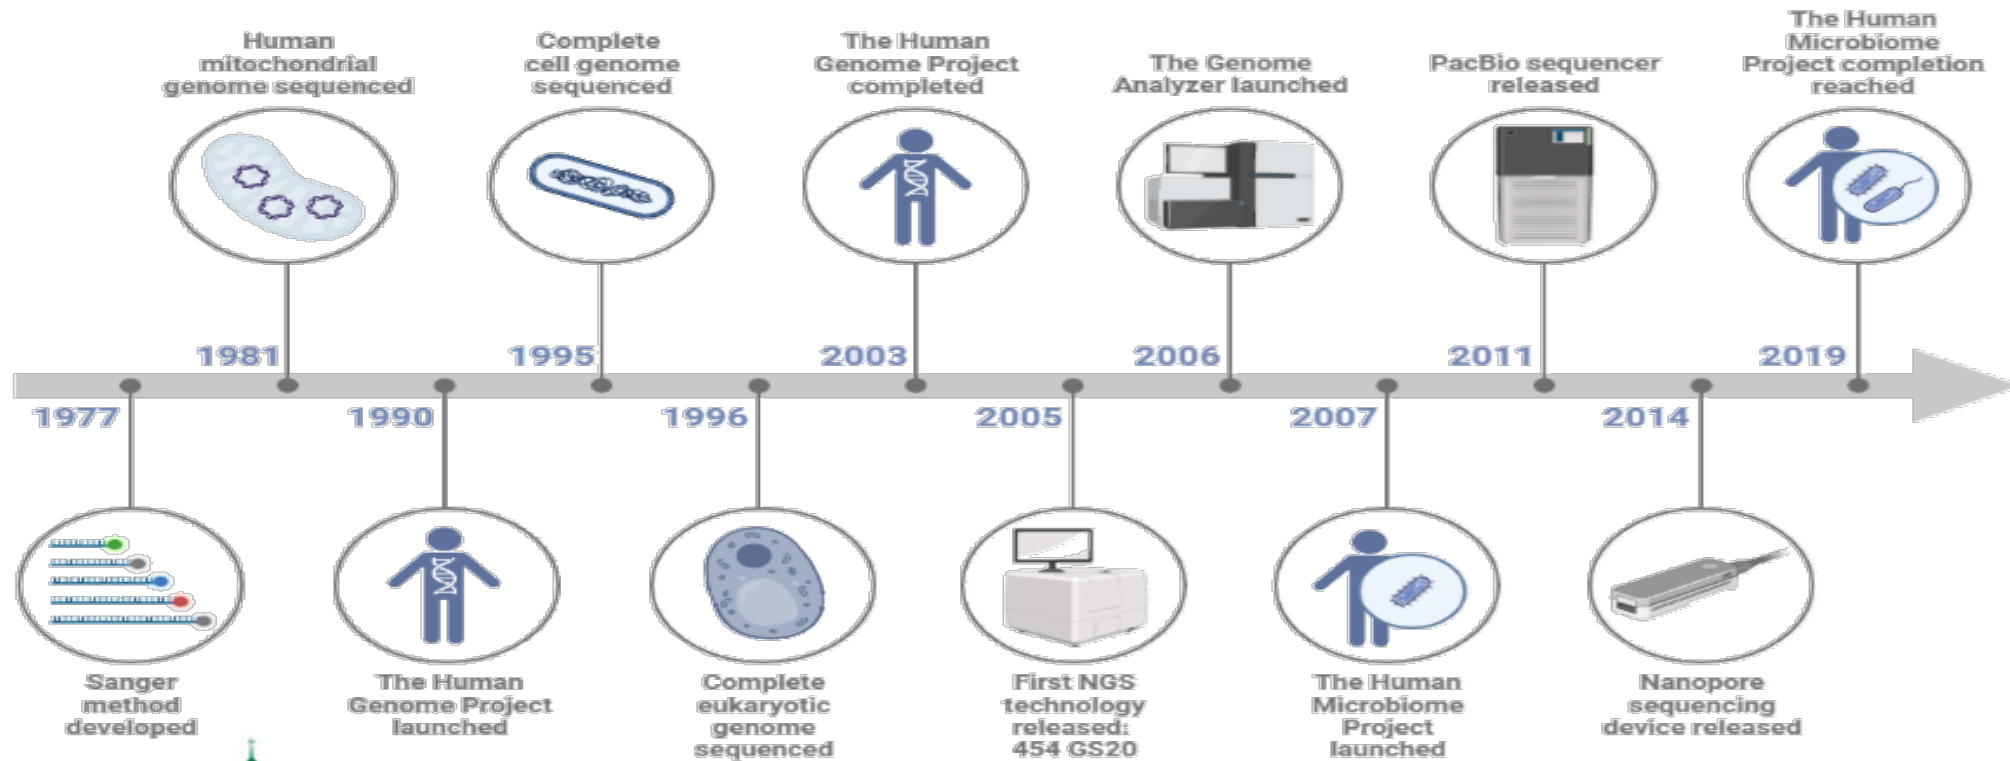 Human
mitochondrial
genome sequenced
Complete
cell genome
sequenced
The Human
Genome Project
completed
The Genome
Analyzer launched
PacBio sequencer
released
The Human
Microbiome
Project completion
reached
1981
1995
2003
2006
2011
2019
1977
1990
1996
2005
2007
2014
Sanger
method
developed
The Human
Genome Project
launched
Complete
eukaryotic
genome
sequenced
First NGS
technology
released:
454 GS20
The Human
Microbiome
Project
launched
Nanopore
sequencing
device released